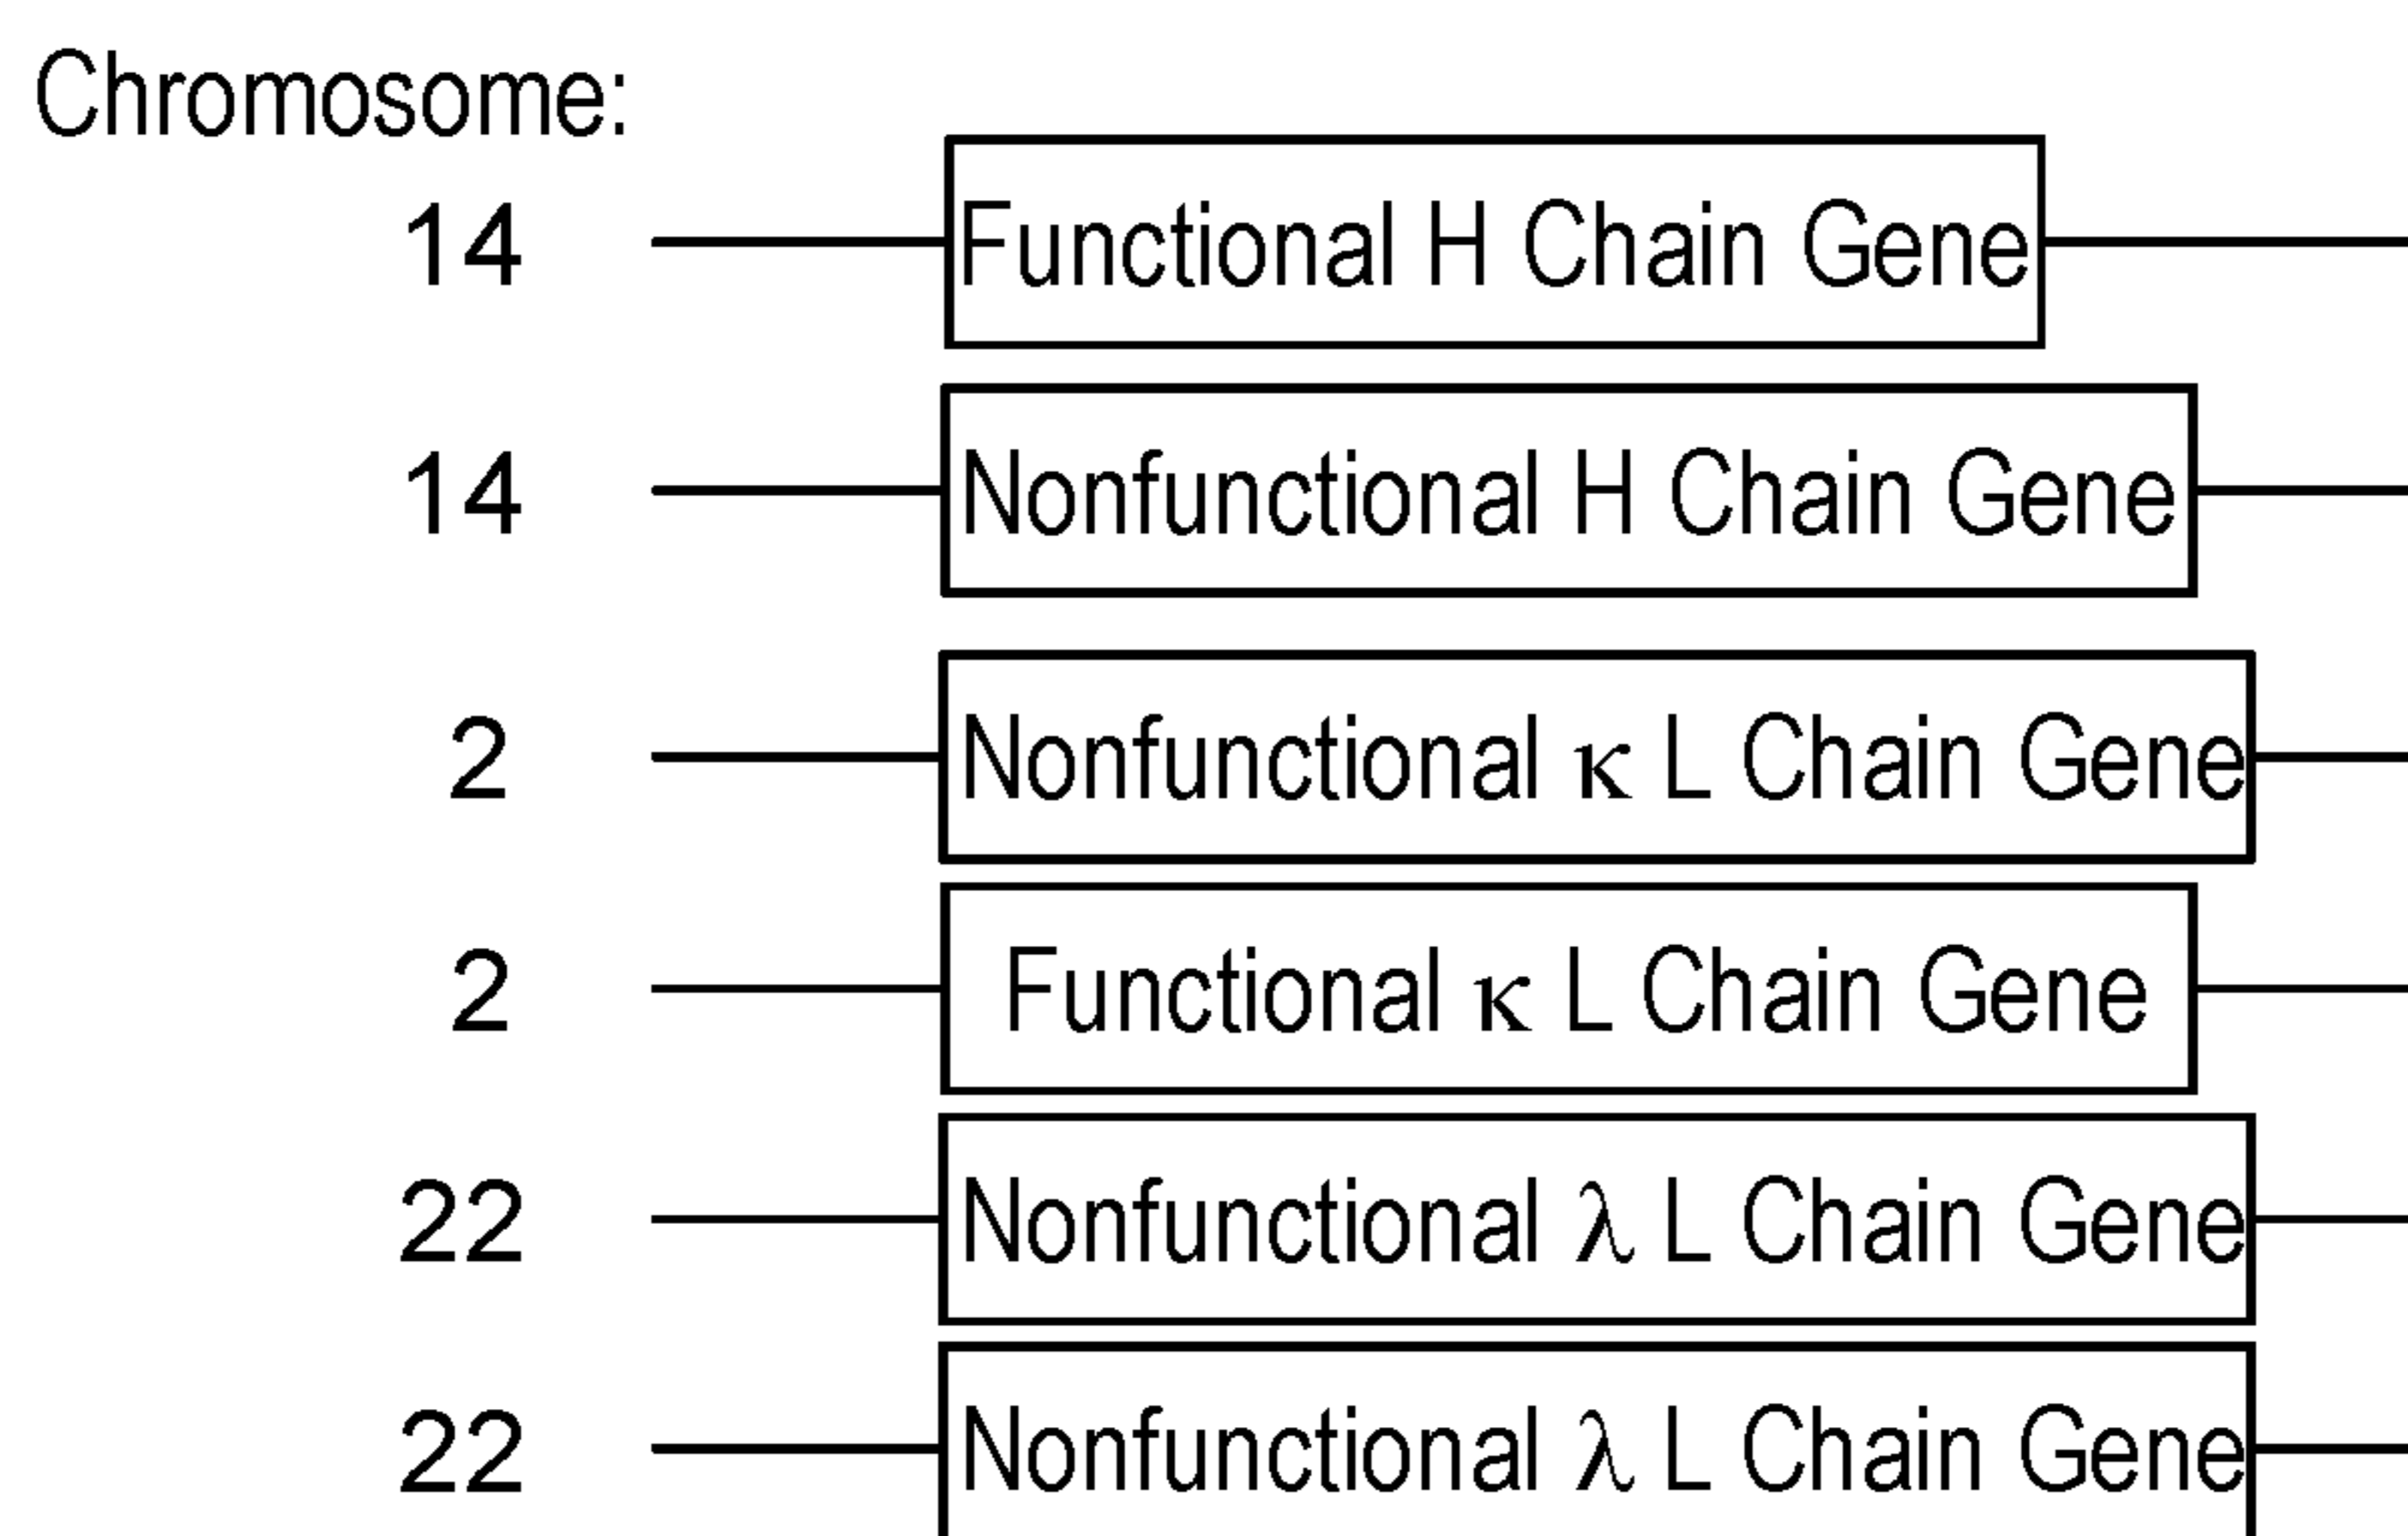 Chromosome:
14 Functional H Chain Gene
14 Nonfunctional H Chain Gene
2 Nonfunctional κ L Chain Gene
2 Functional κ L Chain Gene
22 Nonfunctional λ L Chain Gene
22 Nonfunctional λ L Chain Gene